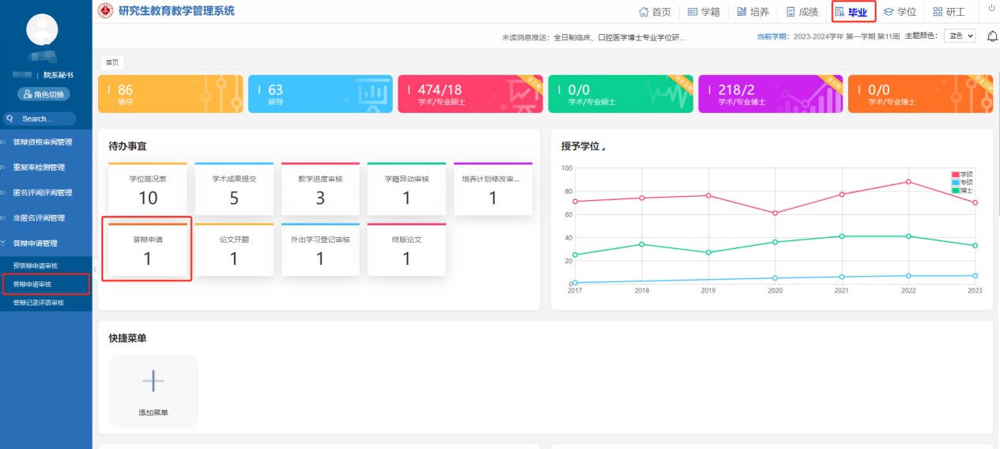 研究生教育教学管理系统
首页
学籍
培养
成绩
毕业
学位
研工
未读消息推送：全日制临床、口腔医学博士专业学位研...
当前学期：2023-2024学年 第一学期 第11周 主题颜色：
蓝色
| 院系秘书
角色切换
Search...
答辩资格审阅管理
重复率检测管理
匿名评阅评阅管理
非匿名评阅管理
答辩申请管理
预答辩申请审核
答辩申请审核
答辩记录评语审核
首页
86
博导
63
硕导
474/18
学术/专业硕士
0/0
学术/专业硕士
218/2
学术/专业博士
0/0
学术/专业博士
待办事宜
学位简况表
10
学术成果提交
5
教学进度审核
3
学籍异动审核
1
培养计划修改审...
1
答辩申请
1
论文开题
1
外出学习登记审核
1
终版论文
1
授予学位
100
80
60
40
20
0
2017
2018
2019
2020
2021
2022
2023
学硕
专硕
博士
快捷菜单
添加菜单